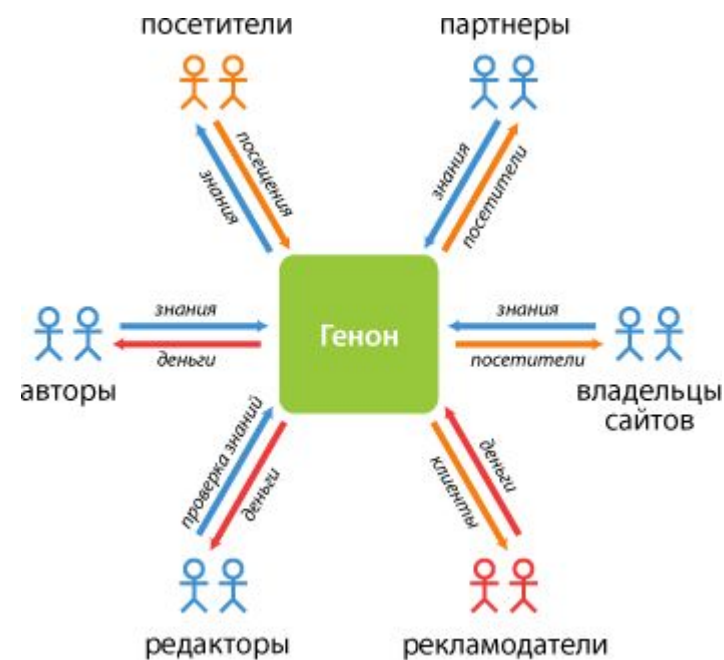 посетители
партнеры
посещения
знания
знания
посетители
знания
деньги
Генон
знания
посетители
авторы
владельцы
сайтов
проверка знаний
деньги
деньги
клиенты
редакторы
рекламодатели